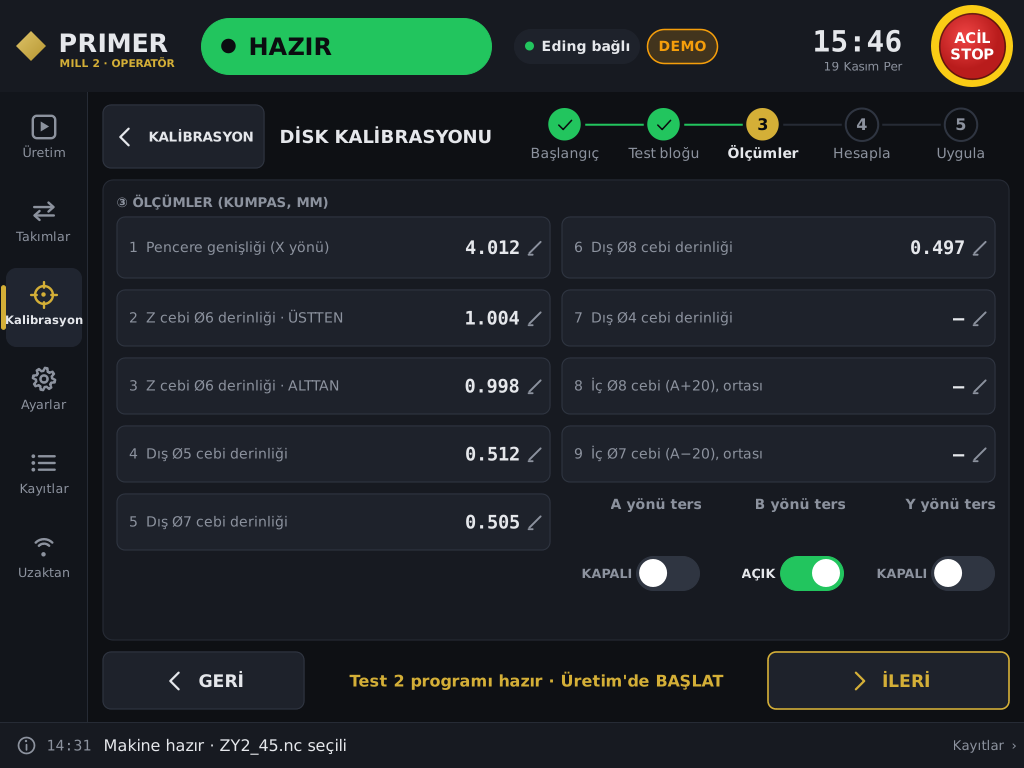 PRIMER
MILL 2 · OPERATÖR
HAZIR
Eding bağlı
DEMO
15:46
19 Kasım Per
ACİL
STOP
Üretim
Takımlar
Kalibrasyon
Ayarlar
Kayıtlar
Uzaktan
KALİBRASYON
DİSK KALİBRASYONU
3 4 5
Başlangıç Test bloğu Ölçümler Hesapla Uygula
③ ÖLÇÜMLER (KUMPAS, MM)
1 Pencere genişliği (X yönü) 4.012
2 Z cebi Ø6 derinliği · ÜSTTEN 1.004
3 Z cebi Ø6 derinliği · ALTTAN 0.998
4 Dış Ø5 cebi derinliği 0.512
5 Dış Ø7 cebi derinliği 0.505
6 Dış Ø8 cebi derinliği 0.497
7 Dış Ø4 cebi derinliği –
8 İç Ø8 cebi (A+20), ortası –
9 İç Ø7 cebi (A−20), ortası –
A yönü ters B yönü ters Y yönü ters
KAPALI AÇIK KAPALI
GERİ
Test 2 programı hazır · Üretim'de BAŞLAT
İLERİ
14:31 Makine hazır · ZY2_45.nc seçili
Kayıtlar ›